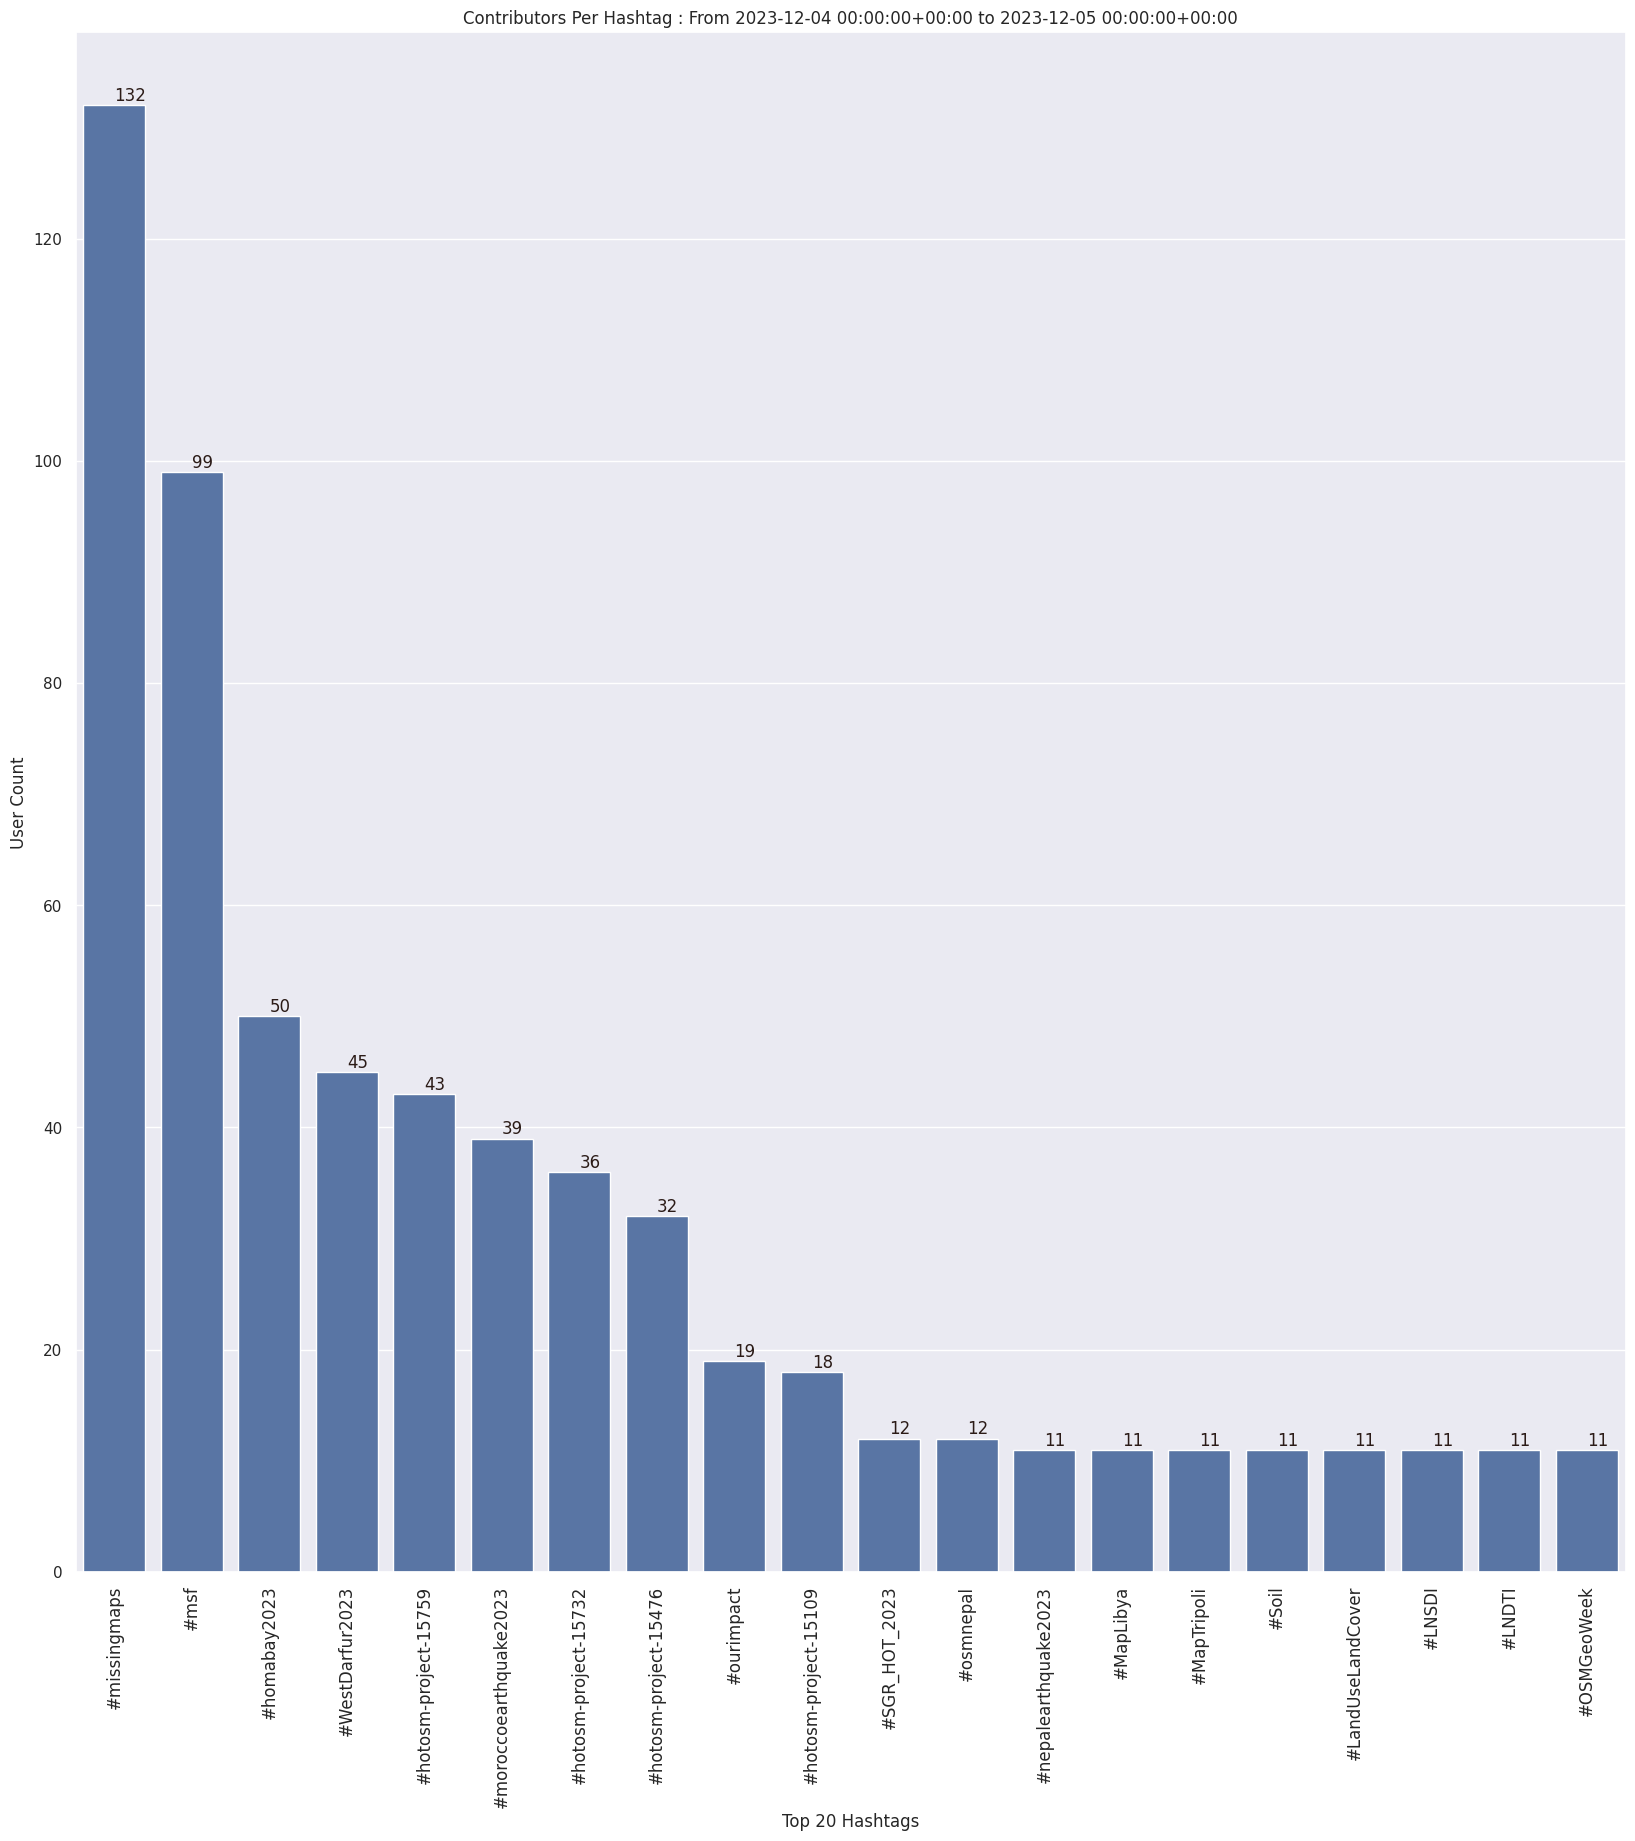 Contributors Per Hashtag : From 2023-12-04 00:00:00+00:00 to 2023-12-05 00:00:00+00:00
User Count
120
100
80
60
40
20
0
132
99
50
45
43
39
36
32
19
18
12
12
11
11
11
11
11
11
11
11
#missingmaps
#msf
#homabay2023
#WestDarfur2023
#hotosm-project-15759
#moroccoearthquake2023
#hotosm-project-15732
#hotosm-project-15476
#ourimpact
#hotosm-project-15109
#SGR_HOT_2023
#osmnepal
#nepalearthquake2023
#MapLibya
#MapTripoli
#Soil
#LandUseLandCover
#LNSDI
#LNDTI
#OSMGeoWeek
Top 20 Hashtags